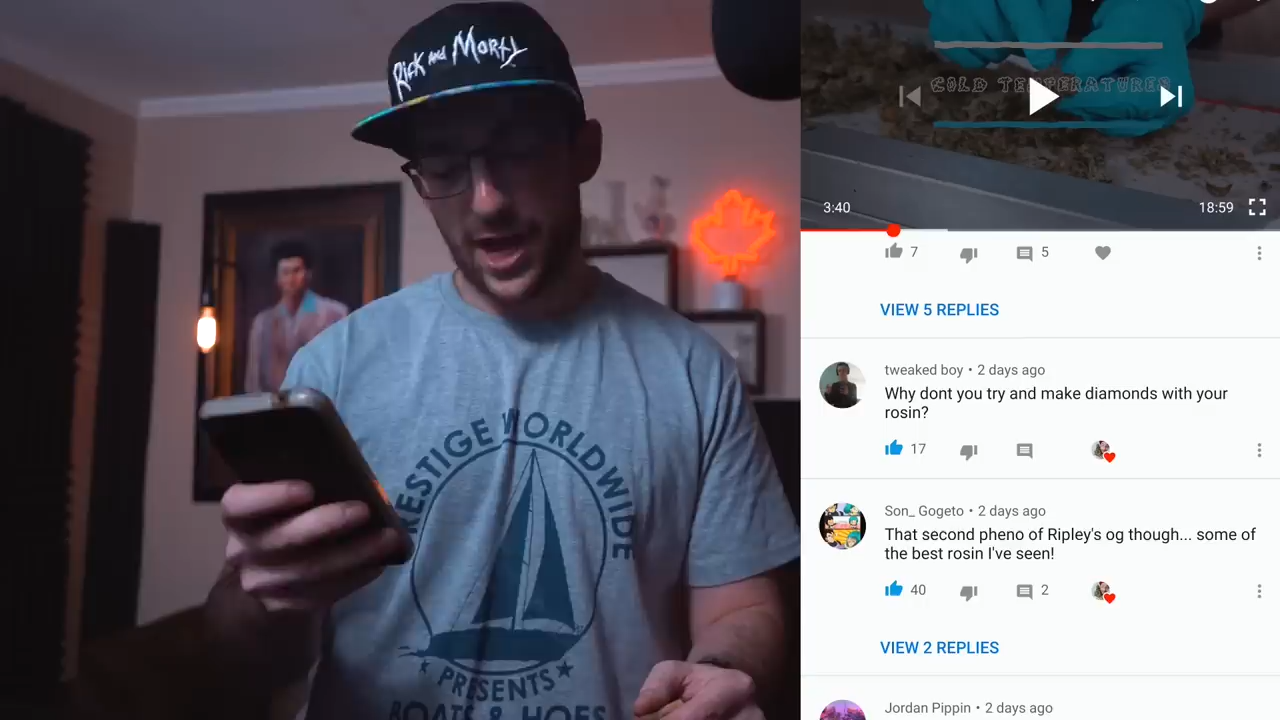 Rick and Morty
PRESTIGE WORLDWIDE
PRESENTS
BOATS & HOES
COLD TEMPERATURES
3:40
18:59
7
5
VIEW 5 REPLIES
tweaked boy • 2 days ago
Why dont you try and make diamonds with your
rosin?
17
Son_ Gogeto • 2 days ago
That second pheno of Ripley's og though... some of
the best rosin I've seen!
40
2
VIEW 2 REPLIES
Jordan Pippin • 2 days ago